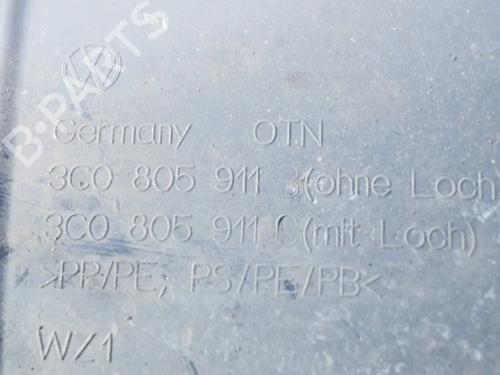 Germany OTN
3C0 805 911 B(ohne Loch
3C0 805 911 C(mit Loch)
>PP/PE, PS/PE/PB<
WZ1
B-PARTS